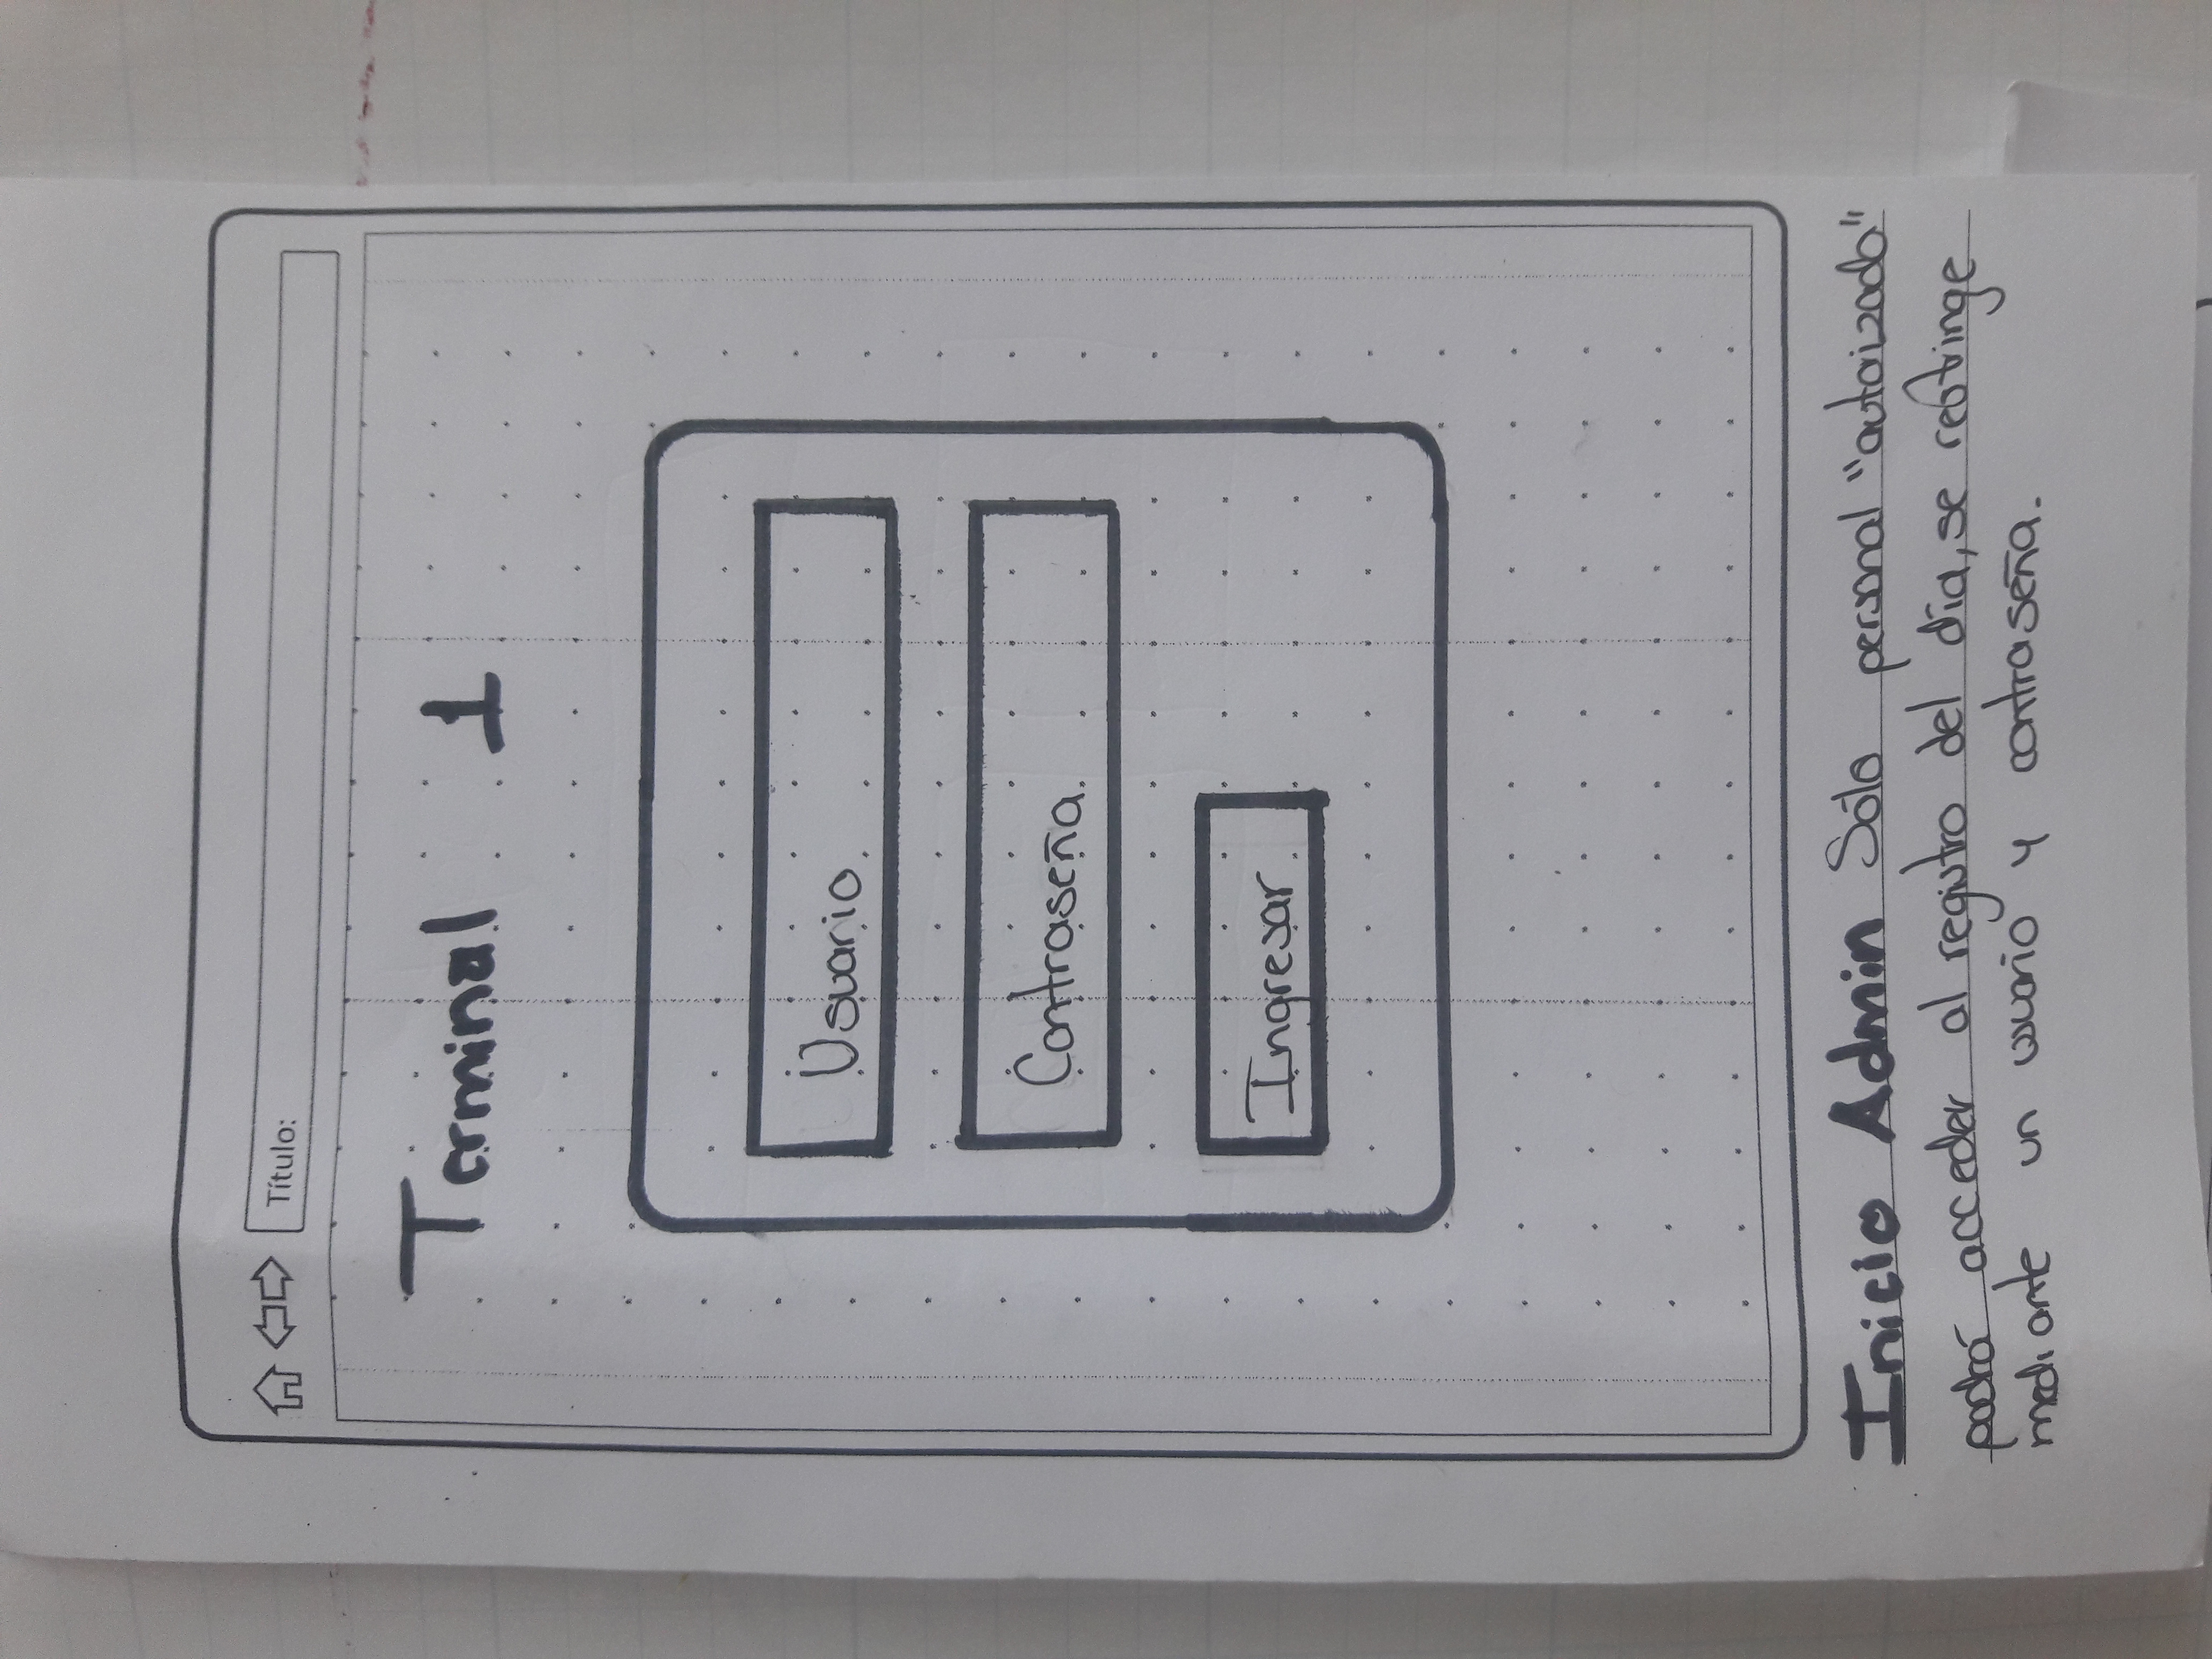 Título:
Terminal 1
Usuario
Contraseña
Ingresar
Inicio Admin Sólo personal "autorizado"
podrá acceder al registro del día, se restringe
mediante un usuario y contraseña.